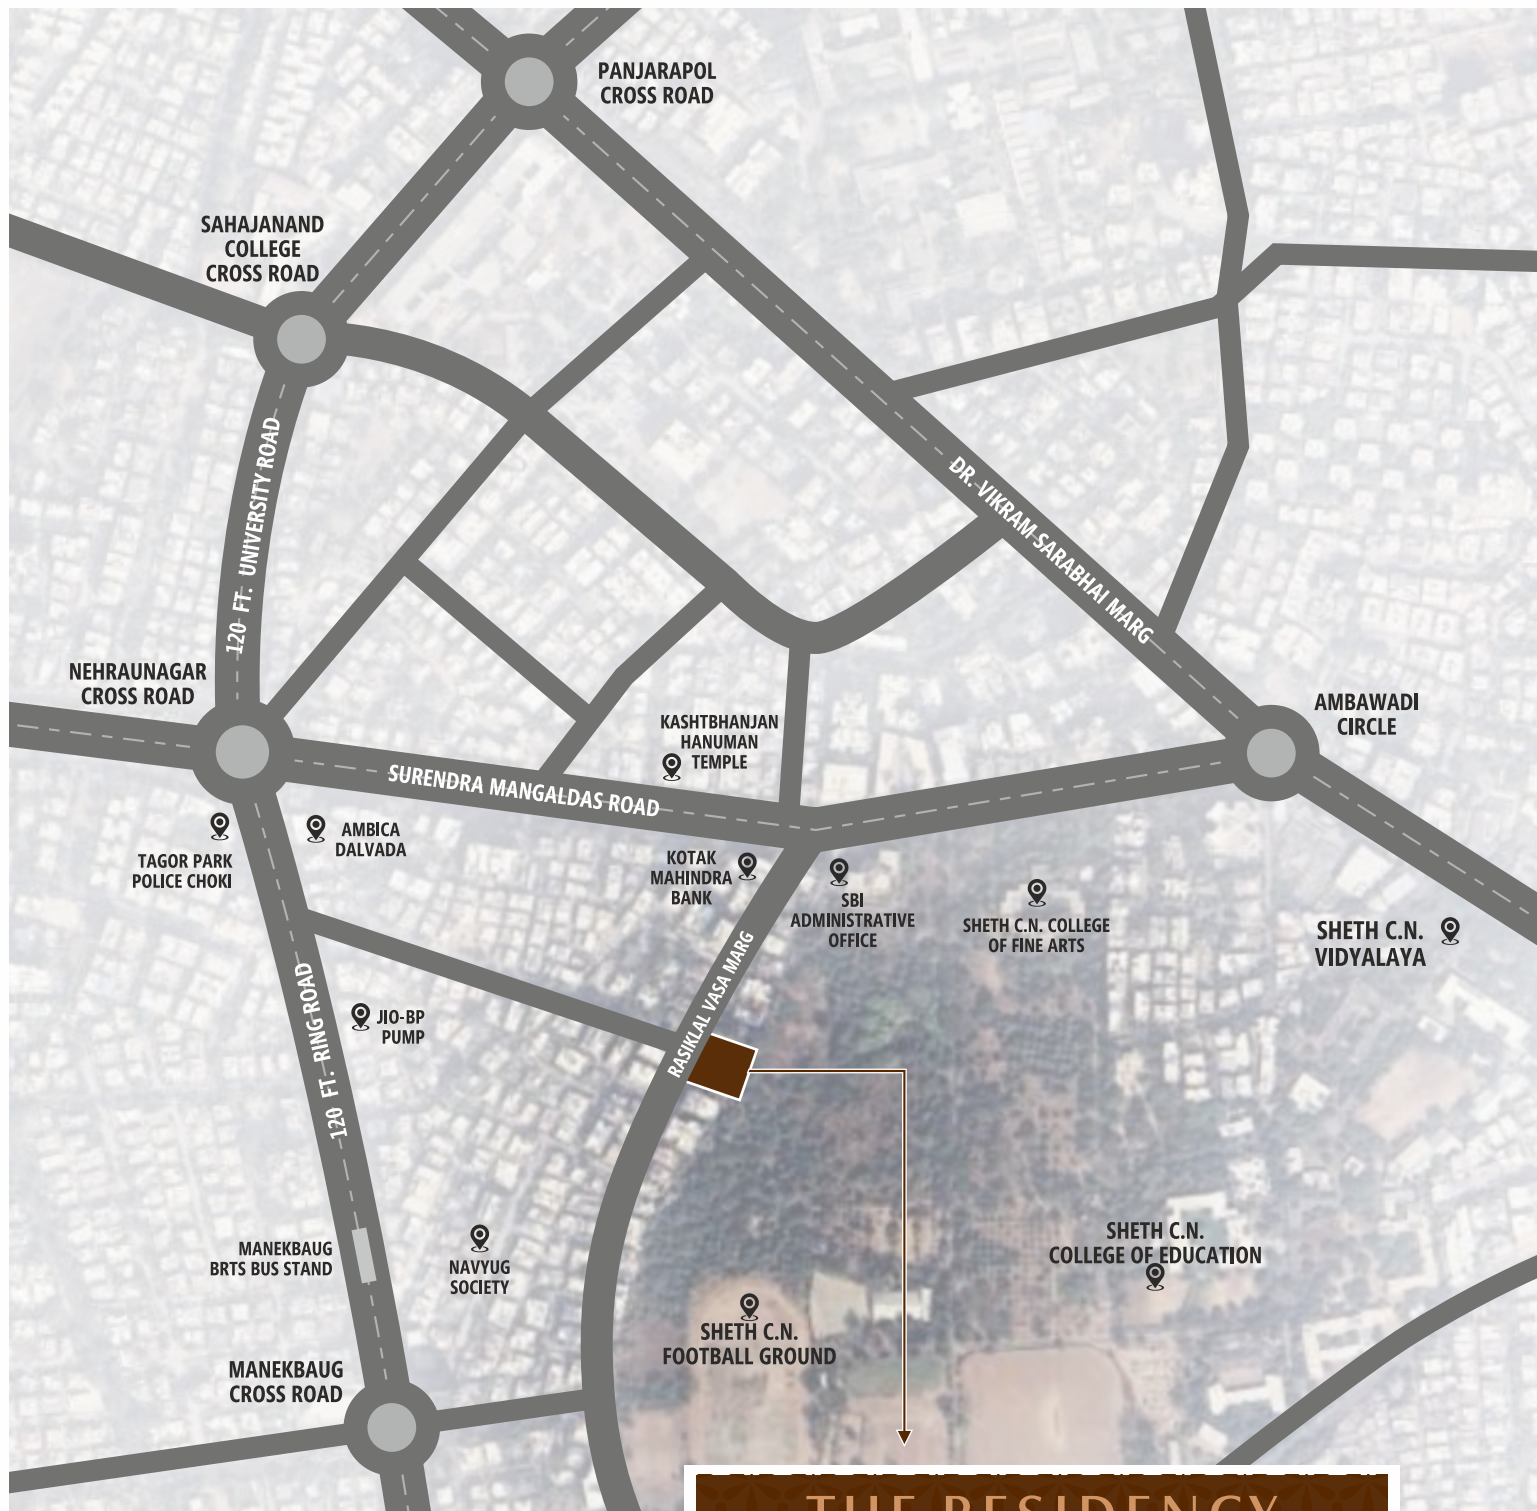 PANJARAPOL
CROSS ROAD
SAHAJANAND
COLLEGE
CROSS ROAD
120 FT. UNIVERSITY ROAD
DR. VIKRAM SARABHAI MARG
NEHRAUNAGAR
CROSS ROAD
AMBAWADI
CIRCLE
KASHTBHANJAN
HANUMAN
TEMPLE
SURENDRA MANGALDAS ROAD
TAGOR PARK
POLICE CHOKI
AMBICA
DALVADA
KOTAK
MAHINDRA
BANK
SBI
ADMINISTRATIVE
OFFICE
SHETH C.N. COLLEGE
OF FINE ARTS
SHETH C.N.
VIDYALAYA
RASIKLAL VASA MARG
120 FT. RING ROAD
JIO-BP
PUMP
MANEKBAUG
BRTS BUS STAND
NAVYUG
SOCIETY
SHETH C.N.
COLLEGE OF EDUCATION
SHETH C.N.
FOOTBALL GROUND
MANEKBAUG
CROSS ROAD
THE RESIDENCY